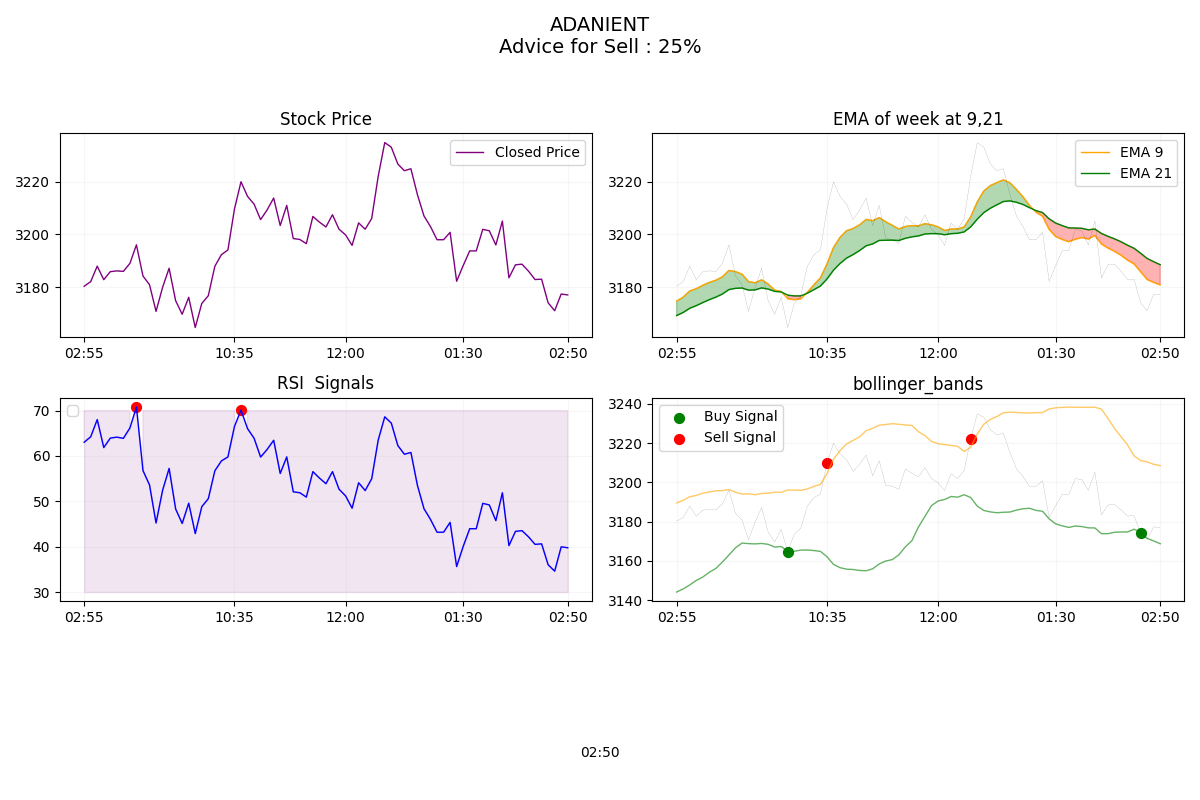 ADANIENT
Advice for Sell : 25%
Stock Price
Closed Price
3220
3200
3180
02:55 10:35 12:00 01:30 02:50
EMA of week at 9,21
EMA 9
EMA 21
3220
3200
3180
02:55 10:35 12:00 01:30 02:50
RSI  Signals
70
60
50
40
30
02:55 10:35 12:00 01:30 02:50
bollinger_bands
Buy Signal
Sell Signal
3240
3220
3200
3180
3160
3140
02:55 10:35 12:00 01:30 02:50
02:50